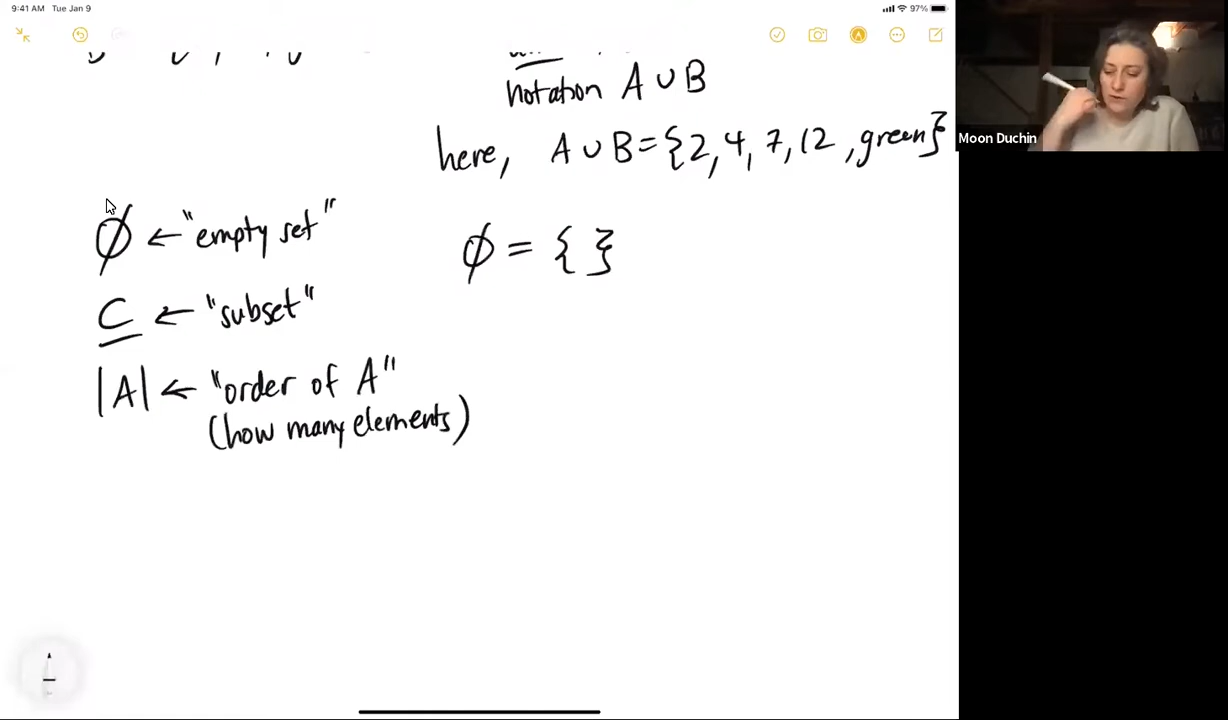 9:41 AM Tue Jan 9
97%
notation A ∪ B
here, A ∪ B = {2, 4, 7, 12, green}
Moon Duchin
∅ ← "empty set"
∅ = { }
⊆ ← "subset"
|A| ← "order of A"
(how many elements)